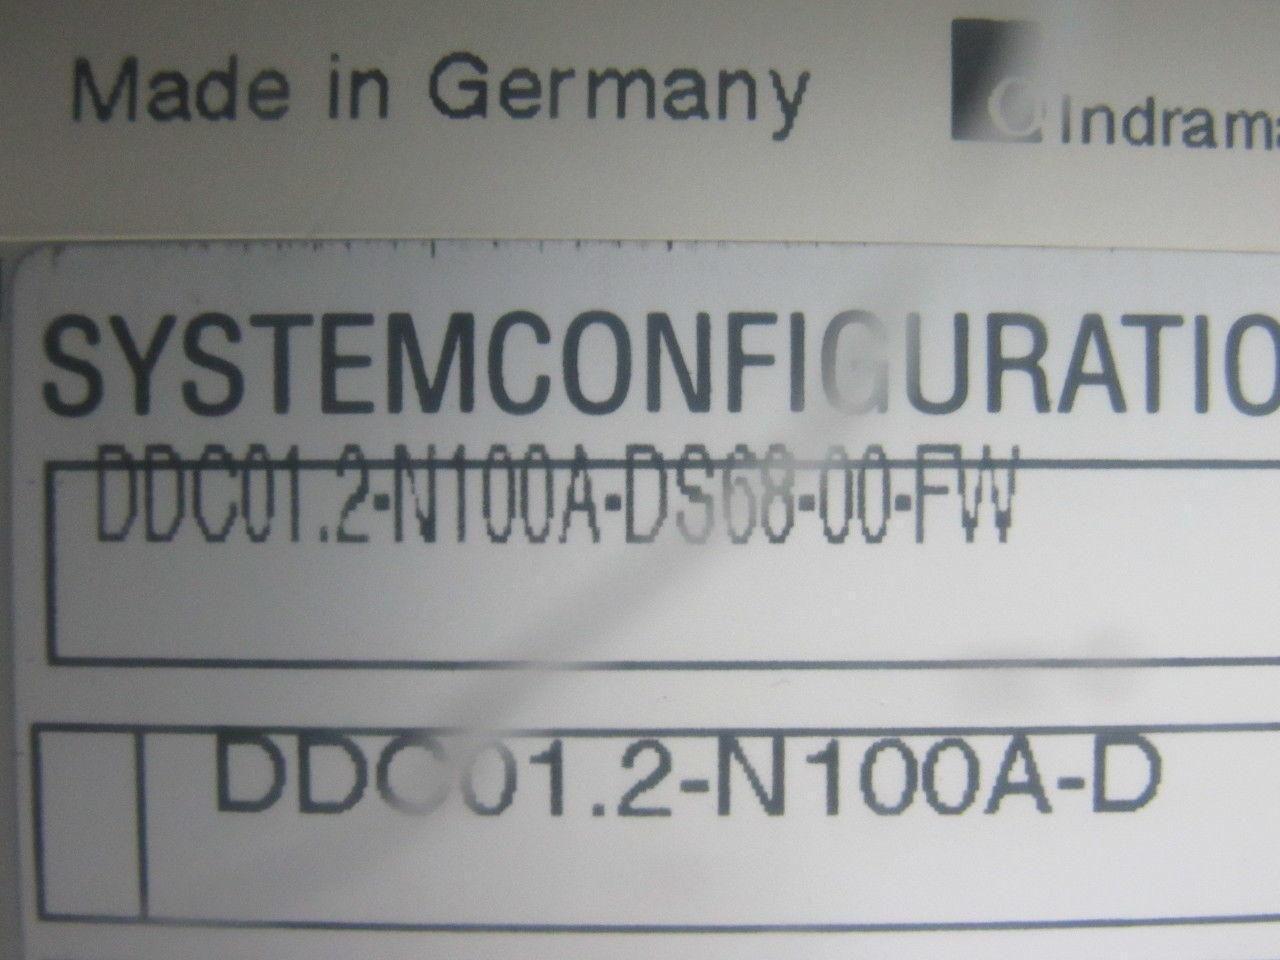 Made in Germany
Indrama
SYSTEMCONFIGURATIO
DDC01.2-N100A-DS68-00-FW
DDC01.2-N100A-D